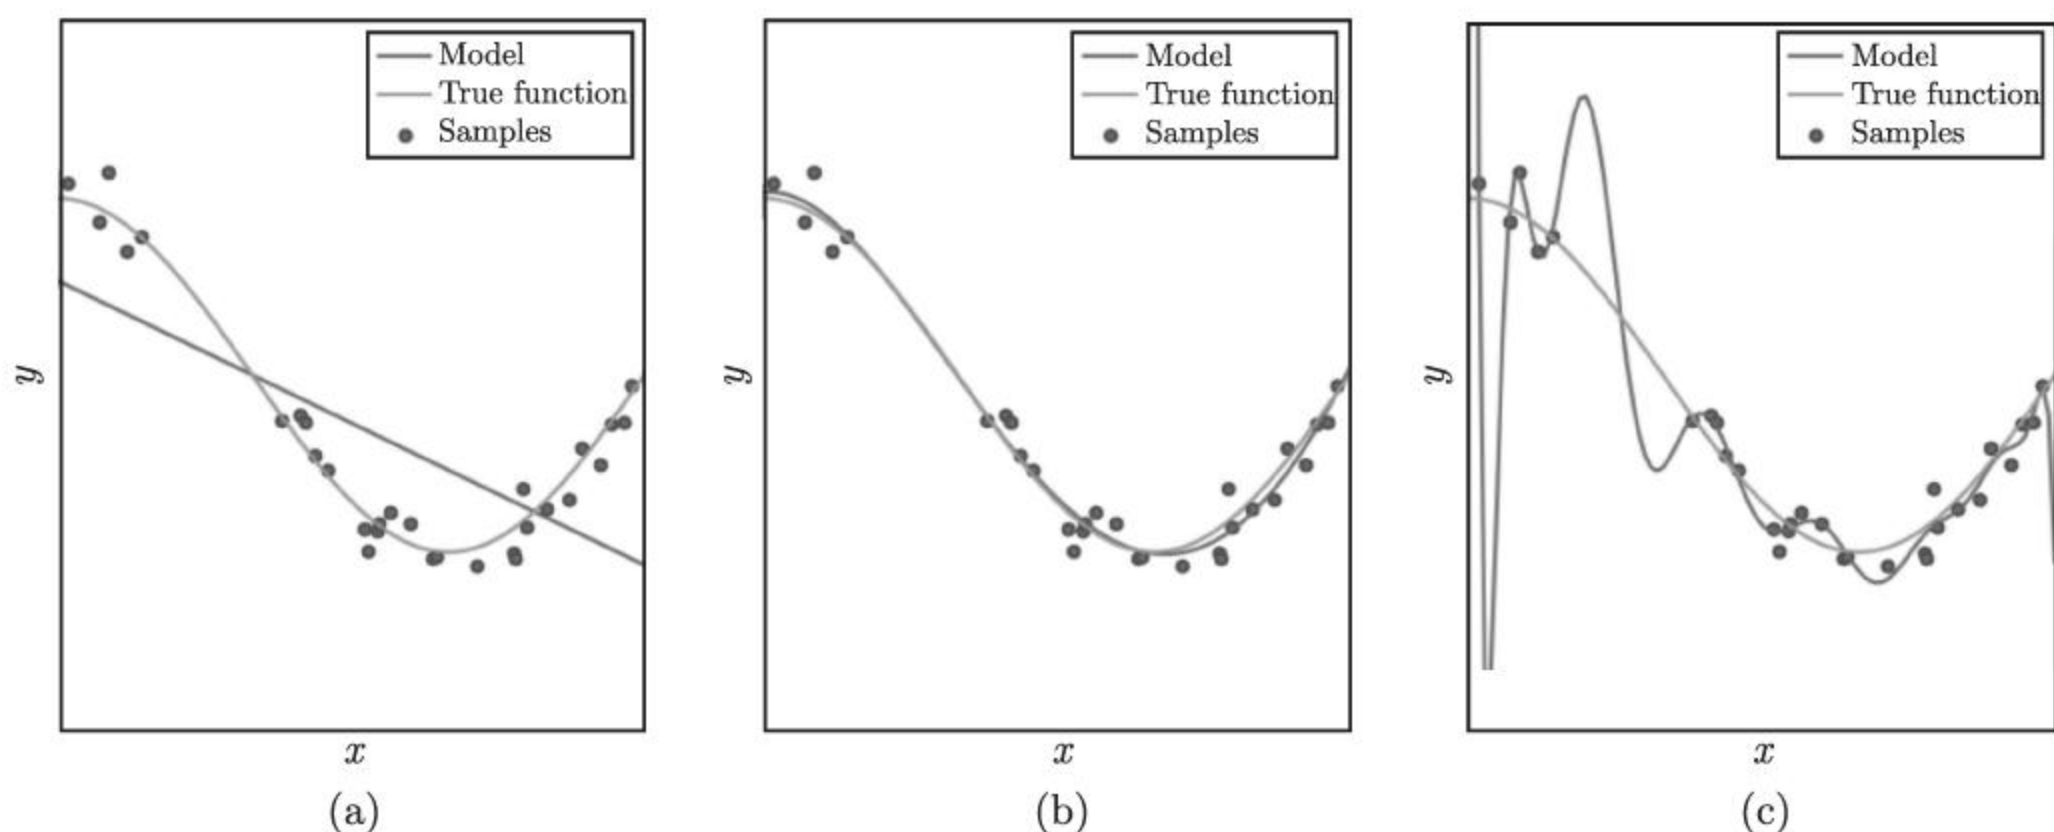 Model
True function
Samples
y
x
(a)
Model
True function
Samples
y
x
(b)
Model
True function
Samples
y
x
(c)